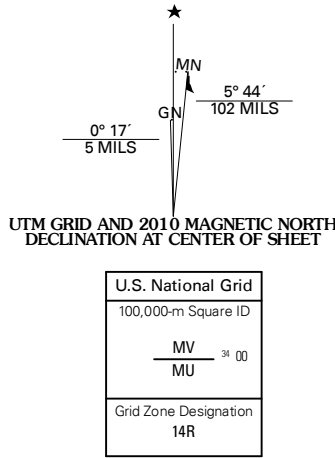 ★
MN
GN
5° 44´
102 MILS
0° 17´
5 MILS
UTM GRID AND 2010 MAGNETIC NORTH
DECLINATION AT CENTER OF SHEET
U.S. National Grid
100,000-m Square ID
MV
34 00
MU
Grid Zone Designation
14R